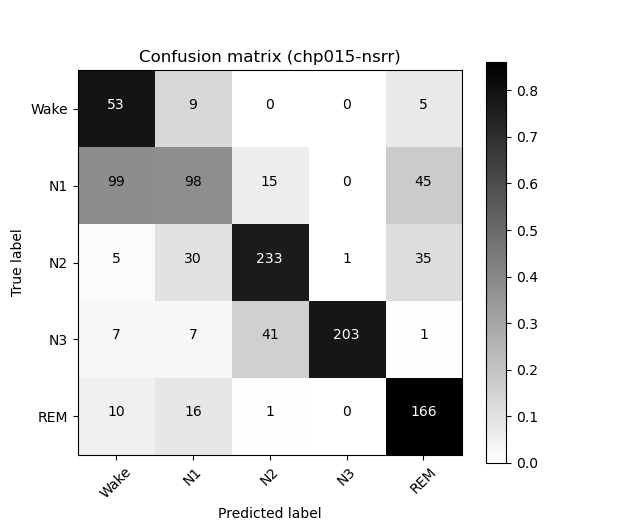 Confusion matrix (chp015-nsrr)
Wake 53 9 0 0 5
N1 99 98 15 0 45
N2 5 30 233 1 35
N3 7 7 41 203 1
REM 10 16 1 0 166
Wake N1 N2 N3 REM
Predicted label
True label
0.8
0.7
0.6
0.5
0.4
0.3
0.2
0.1
0.0